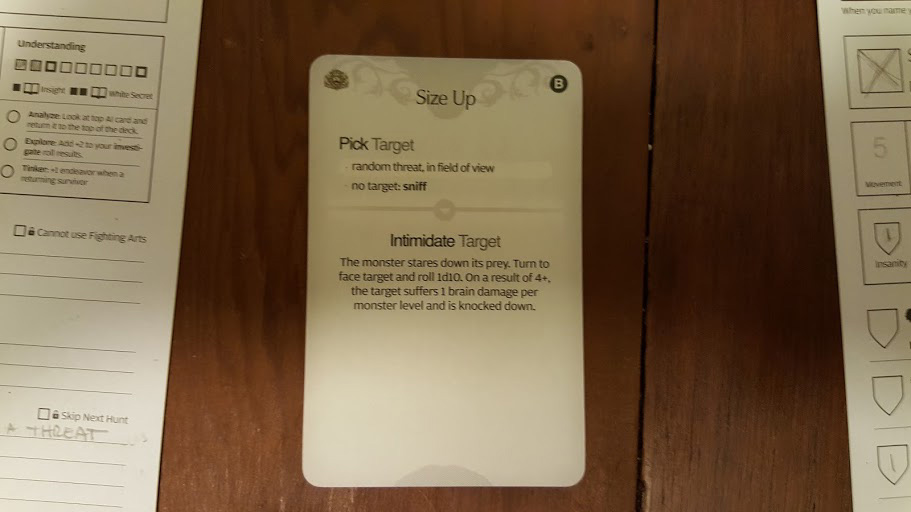 Understanding
Insight
White Secret
Analyze: Look at top AI card and
return it to the top of the deck.
Explore: Add +2 to your investi-
gate roll results.
Tinker: +1 endeavor when a
returning survivor
Cannot use Fighting Arts
Skip Next Hunt
A THREAT
B
Size Up
Pick Target
· random threat, in field of view
· no target: sniff
Intimidate Target
The monster stares down its prey. Turn to
face target and roll 1d10. On a result of 4+,
the target suffers 1 brain damage per
monster level and is knocked down.
When you name
5
Movement
1
Insanity
1